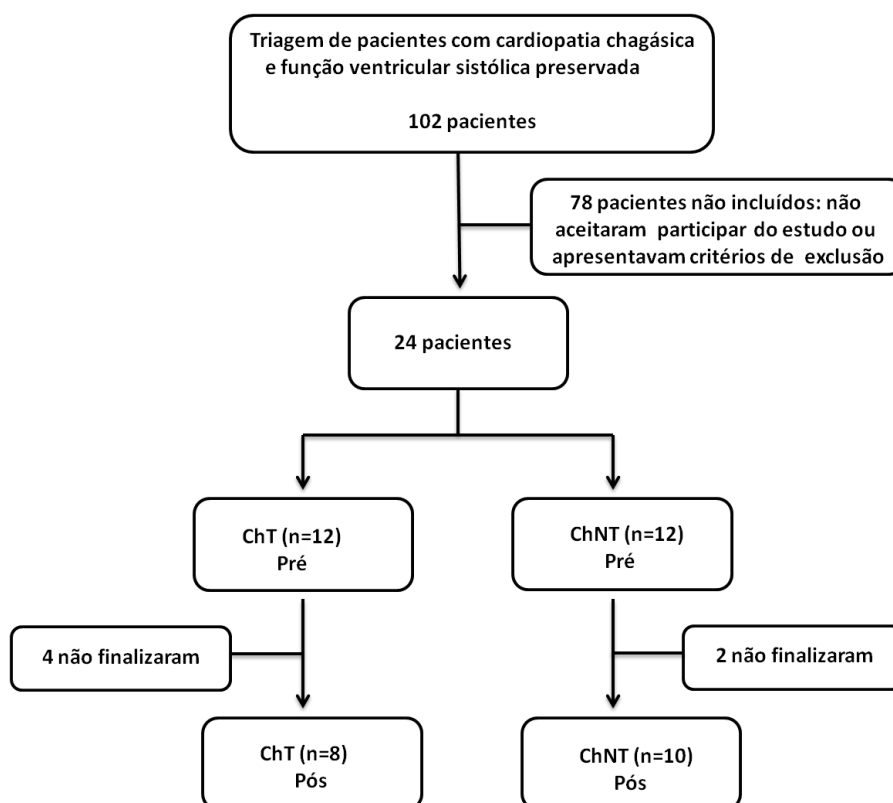 Triagem de pacientes com cardiopatia chagásica
e função ventricular sistólica preservada
102 pacientes
78 pacientes não incluídos: não
aceitaram participar do estudo ou
apresentavam critérios de exclusão
24 pacientes
ChT (n=12)
Pré
ChNT (n=12)
Pré
4 não finalizaram
2 não finalizaram
ChT (n=8)
Pós
ChNT (n=10)
Pós